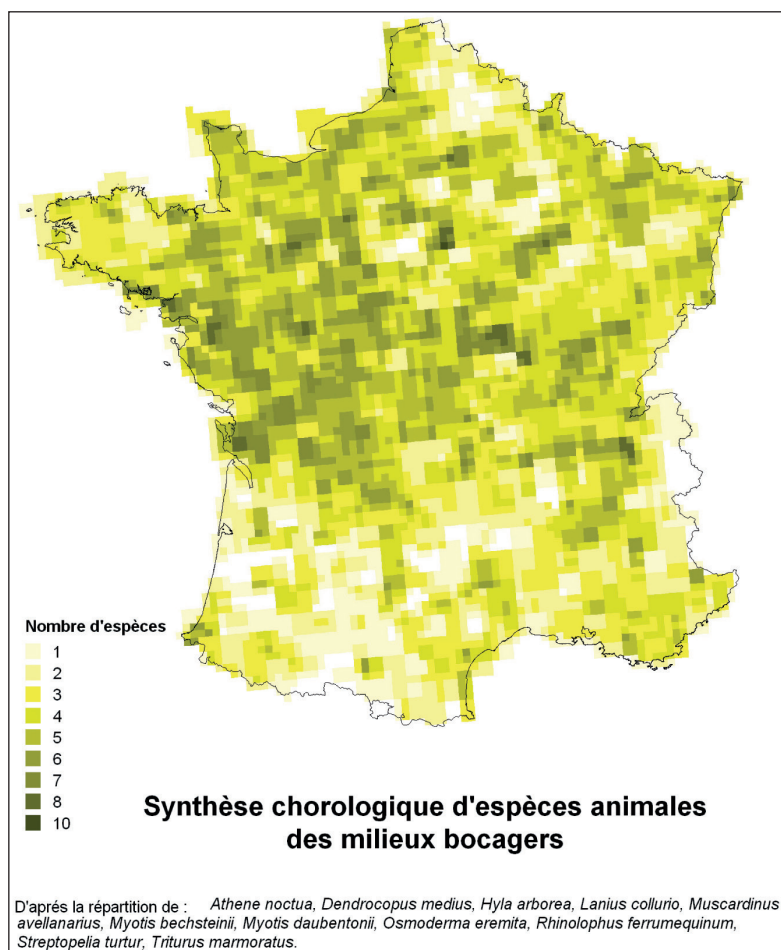 Nombre d'espèces
1
2
3
4
5
6
7
8
10
Synthèse chorologique d'espèces animales
des milieux bocagers
D'aprés la répartition de : Athene noctua, Dendrocopus medius, Hyla arborea, Lanius collurio, Muscardinus
avellanarius, Myotis bechsteinii, Myotis daubentonii, Osmoderma eremita, Rhinolophus ferrumequinum,
Streptopelia turtur, Triturus marmoratus.